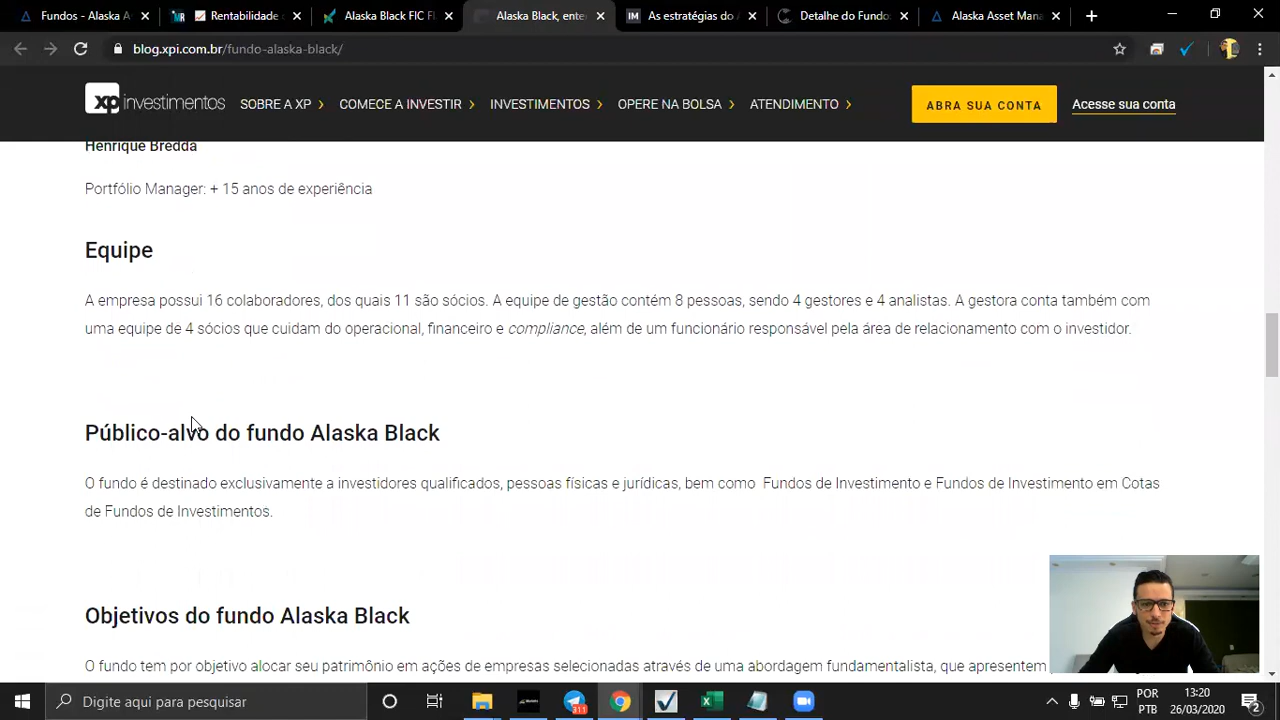 Fundos - Alaska A
Rentabilidade
Alaska Black FIC FI
Alaska Black, ente
As estratégias do A
Detalhe do Fundo
Alaska Asset Mana
blog.xpi.com.br/fundo-alaska-black/
xp investimentos
SOBRE A XP
COMECE A INVESTIR
INVESTIMENTOS
OPERE NA BOLSA
ATENDIMENTO
ABRA SUA CONTA
Acesse sua conta
Henrique Bredda
Portfólio Manager: + 15 anos de experiência
Equipe
A empresa possui 16 colaboradores, dos quais 11 são sócios. A equipe de gestão contém 8 pessoas, sendo 4 gestores e 4 analistas. A gestora conta também com
uma equipe de 4 sócios que cuidam do operacional, financeiro e compliance, além de um funcionário responsável pela área de relacionamento com o investidor.
Público-alvo do fundo Alaska Black
O fundo é destinado exclusivamente a investidores qualificados, pessoas físicas e jurídicas, bem como Fundos de Investimento e Fundos de Investimento em Cotas
de Fundos de Investimentos.
Objetivos do fundo Alaska Black
O fundo tem por objetivo alocar seu patrimônio em ações de empresas selecionadas através de uma abordagem fundamentalista, que apresentem
Digite aqui para pesquisar
311
POR
PTB
13:20
26/03/2020
2